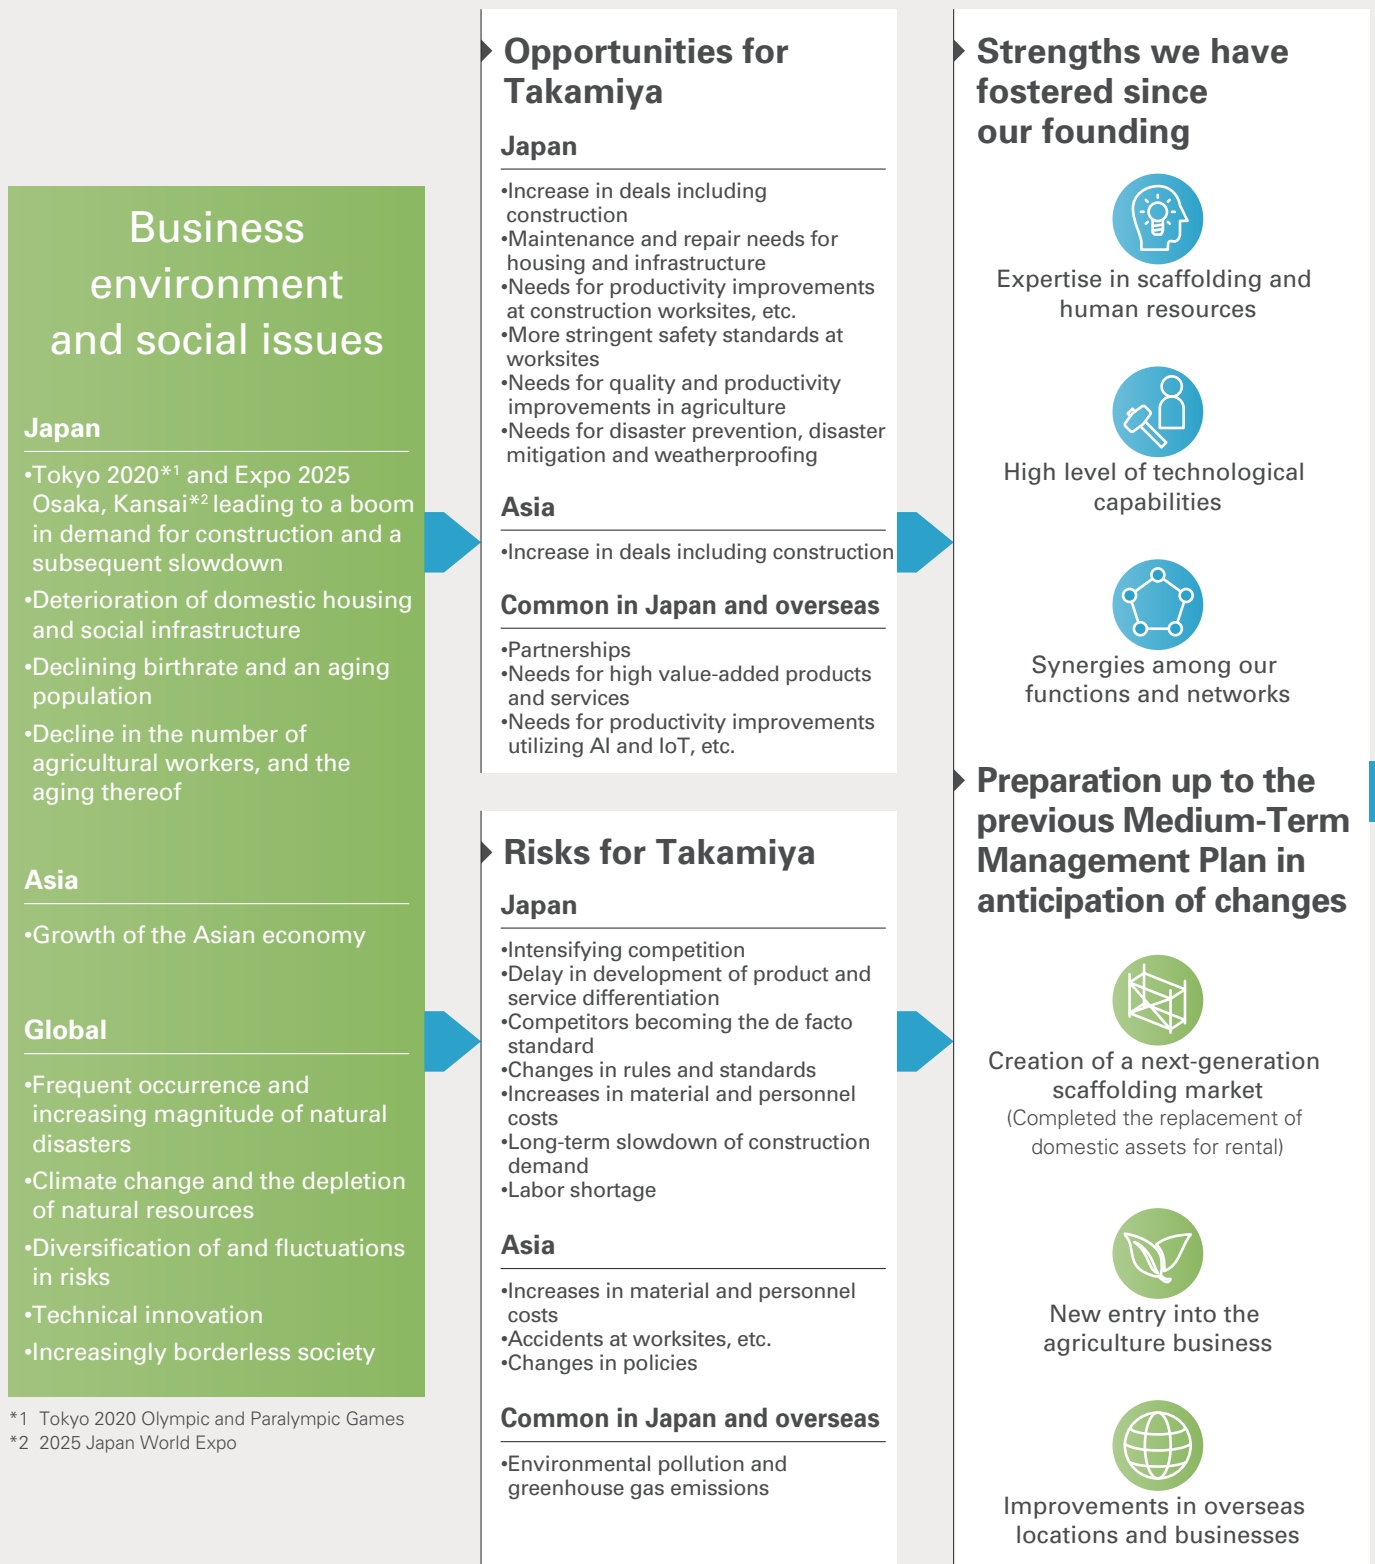 Business
environment
and social issues
Japan
•Tokyo 2020*1 and Expo 2025
Osaka, Kansai*2 leading to a boom
in demand for construction and a
subsequent slowdown
•Deterioration of domestic housing
and social infrastructure
•Declining birthrate and an aging
population
•Decline in the number of
agricultural workers, and the
aging thereof
Asia
•Growth of the Asian economy
Global
•Frequent occurrence and
increasing magnitude of natural
disasters
•Climate change and the depletion
of natural resources
•Diversification of and fluctuations
in risks
•Technical innovation
•Increasingly borderless society
*1 Tokyo 2020 Olympic and Paralympic Games
*2 2025 Japan World Expo
Opportunities for
Takamiya
Japan
•Increase in deals including
construction
•Maintenance and repair needs for
housing and infrastructure
•Needs for productivity improvements
at construction worksites, etc.
•More stringent safety standards at
worksites
•Needs for quality and productivity
improvements in agriculture
•Needs for disaster prevention, disaster
mitigation and weatherproofing
Asia
•Increase in deals including construction
Common in Japan and overseas
•Partnerships
•Needs for high value-added products
and services
•Needs for productivity improvements
utilizing AI and IoT, etc.
Risks for Takamiya
Japan
•Intensifying competition
•Delay in development of product and
service differentiation
•Competitors becoming the de facto
standard
•Changes in rules and standards
•Increases in material and personnel
costs
•Long-term slowdown of construction
demand
•Labor shortage
Asia
•Increases in material and personnel
costs
•Accidents at worksites, etc.
•Changes in policies
Common in Japan and overseas
•Environmental pollution and
greenhouse gas emissions
Strengths we have
fostered since
our founding
Expertise in scaffolding and
human resources
High level of technological
capabilities
Synergies among our
functions and networks
Preparation up to the
previous Medium-Term
Management Plan in
anticipation of changes
Creation of a next-generation
scaffolding market
(Completed the replacement of
domestic assets for rental)
New entry into the
agriculture business
Improvements in overseas
locations and businesses